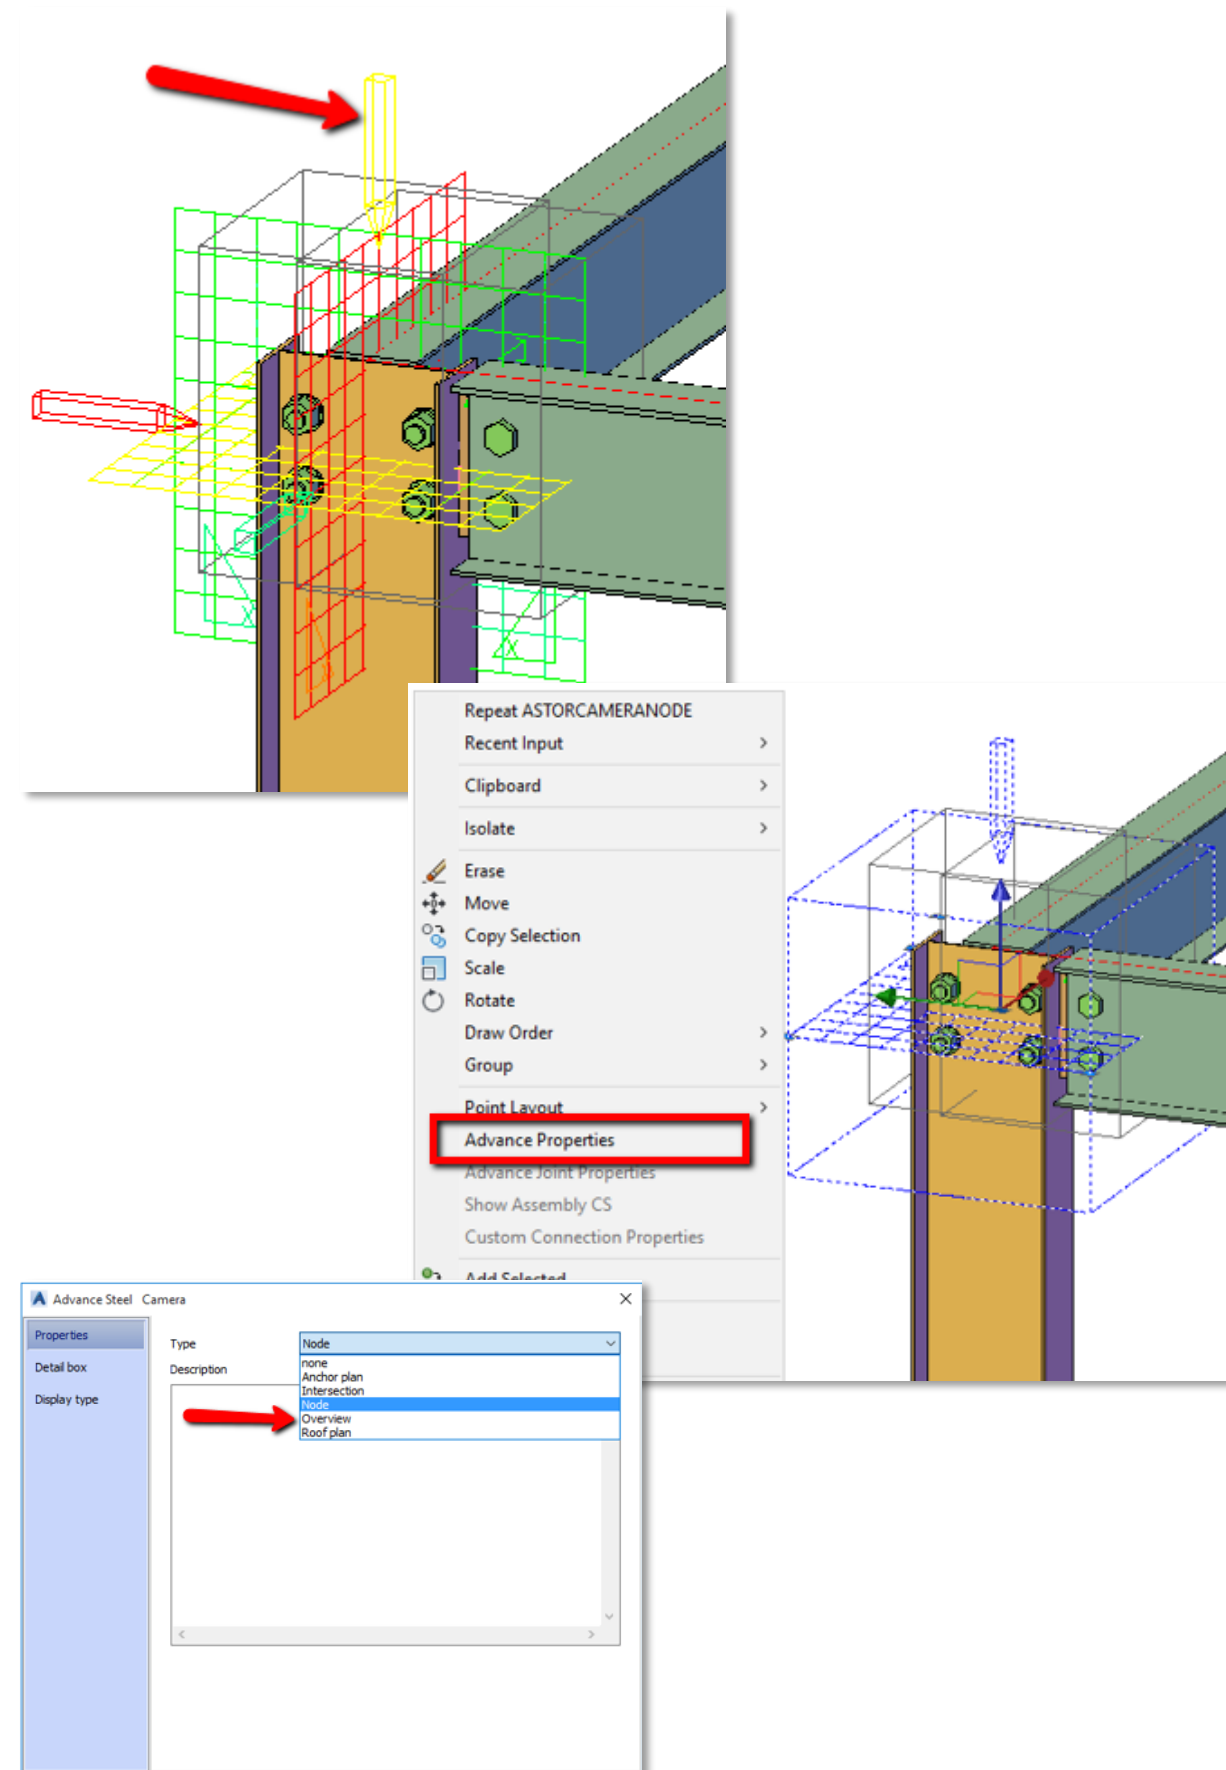 Repeat ASTORCAMERANODE
Recent Input
Clipboard
Isolate
Erase
Move
Copy Selection
Scale
Rotate
Draw Order
Group
Point Layout
Advance Properties
Advance Joint Properties
Show Assembly CS
Custom Connection Properties
Add Selected
Advance Steel Camera
Properties
Detail box
Display type
Type
Node
Description
none
Anchor plan
Intersection
Node
Overview
Roof plan